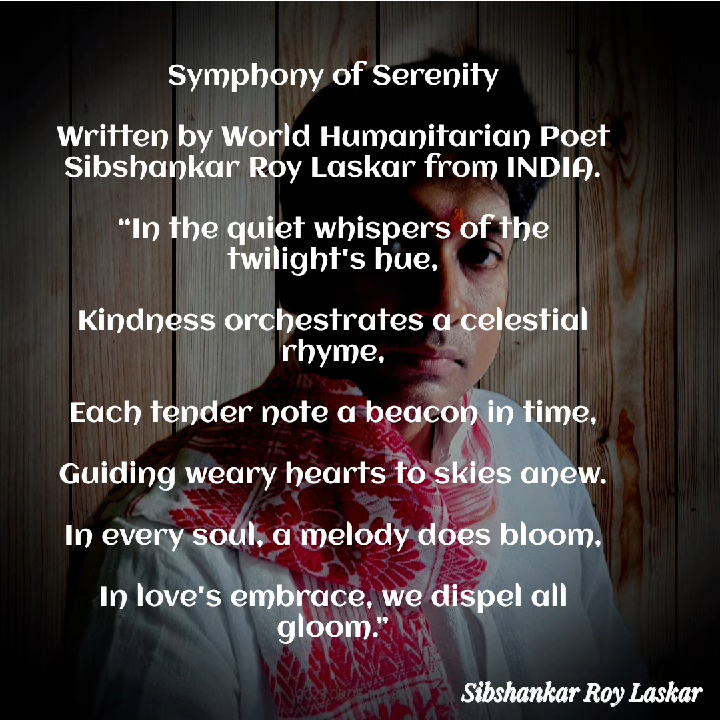 Symphony of Serenity
Written by World Humanitarian Poet
Sibshankar Roy Laskar from INDIA.
“In the quiet whispers of the
twilight's hue,
Kindness orchestrates a celestial
rhyme,
Each tender note a beacon in time,
Guiding weary hearts to skies anew.
In every soul, a melody does bloom,
In love's embrace, we dispel all
gloom.”
Sibshankar Roy Laskar